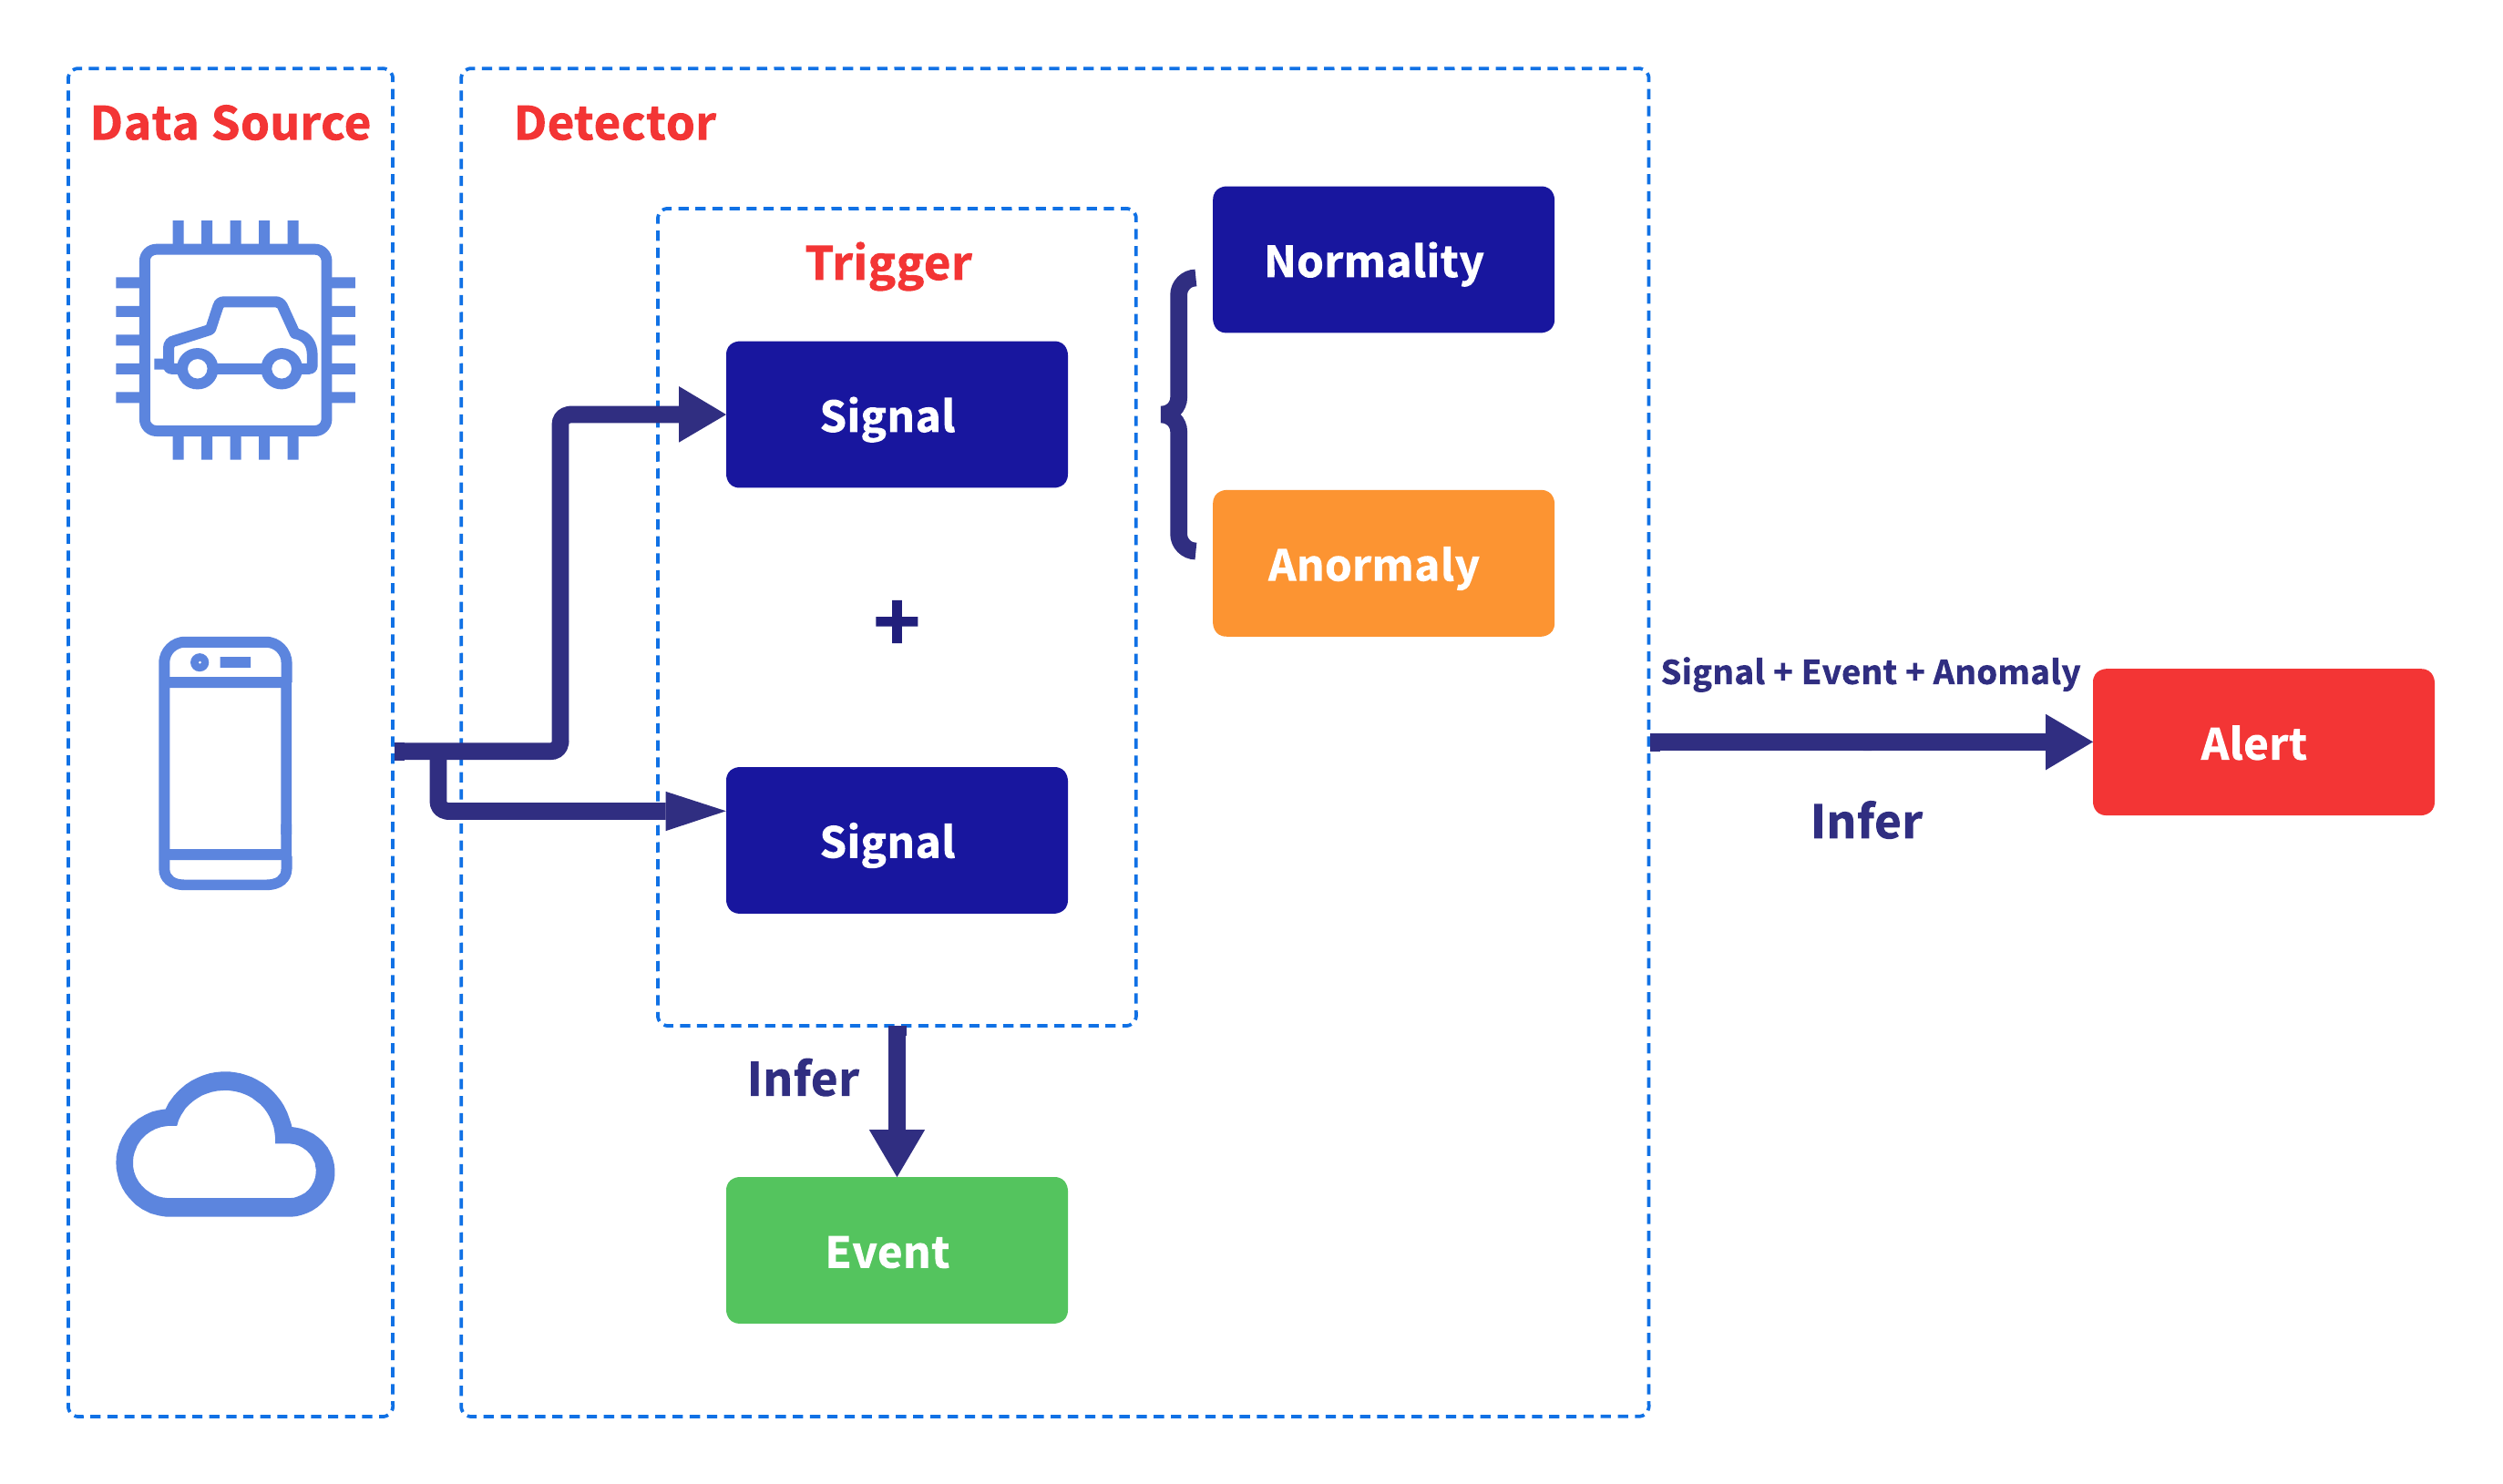 Data Source
Detector
Trigger
Normality
Signal
Anormaly
+
Signal + Event + Anomaly
Alert
Infer
Signal
Infer
Event